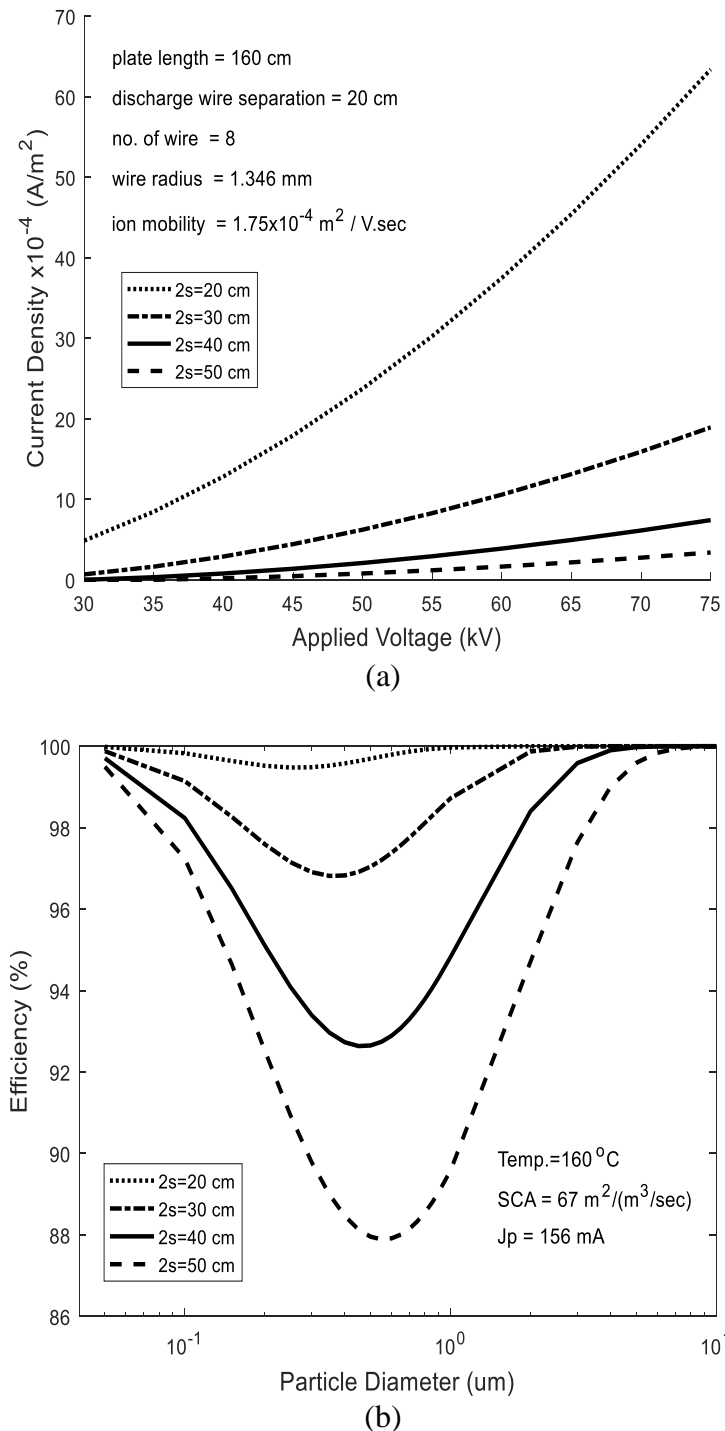 70
60
50
40
30
20
10
0
Current Density x10⁻⁴ (A/m²)
plate length = 160 cm
discharge wire separation = 20 cm
no. of wire = 8
wire radius = 1.346 mm
ion mobility = 1.75x10⁻⁴ m² / V.sec
2s=20 cm
2s=30 cm
2s=40 cm
2s=50 cm
30 35 40 45 50 55 60 65 70 75
Applied Voltage (kV)
(a)
100
98
96
94
92
90
88
86
Efficiency (%)
2s=20 cm
2s=30 cm
2s=40 cm
2s=50 cm
Temp.=160 °C
SCA = 67 m²/(m³/sec)
Jp = 156 mA
10⁻¹ 10⁰ 10
Particle Diameter (um)
(b)